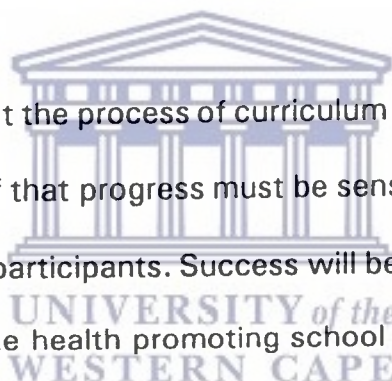 t the process of curriculum
that progress must be sens
participants. Success will be
UNIVERSITY of the
e health promoting school
WESTERN CAPE